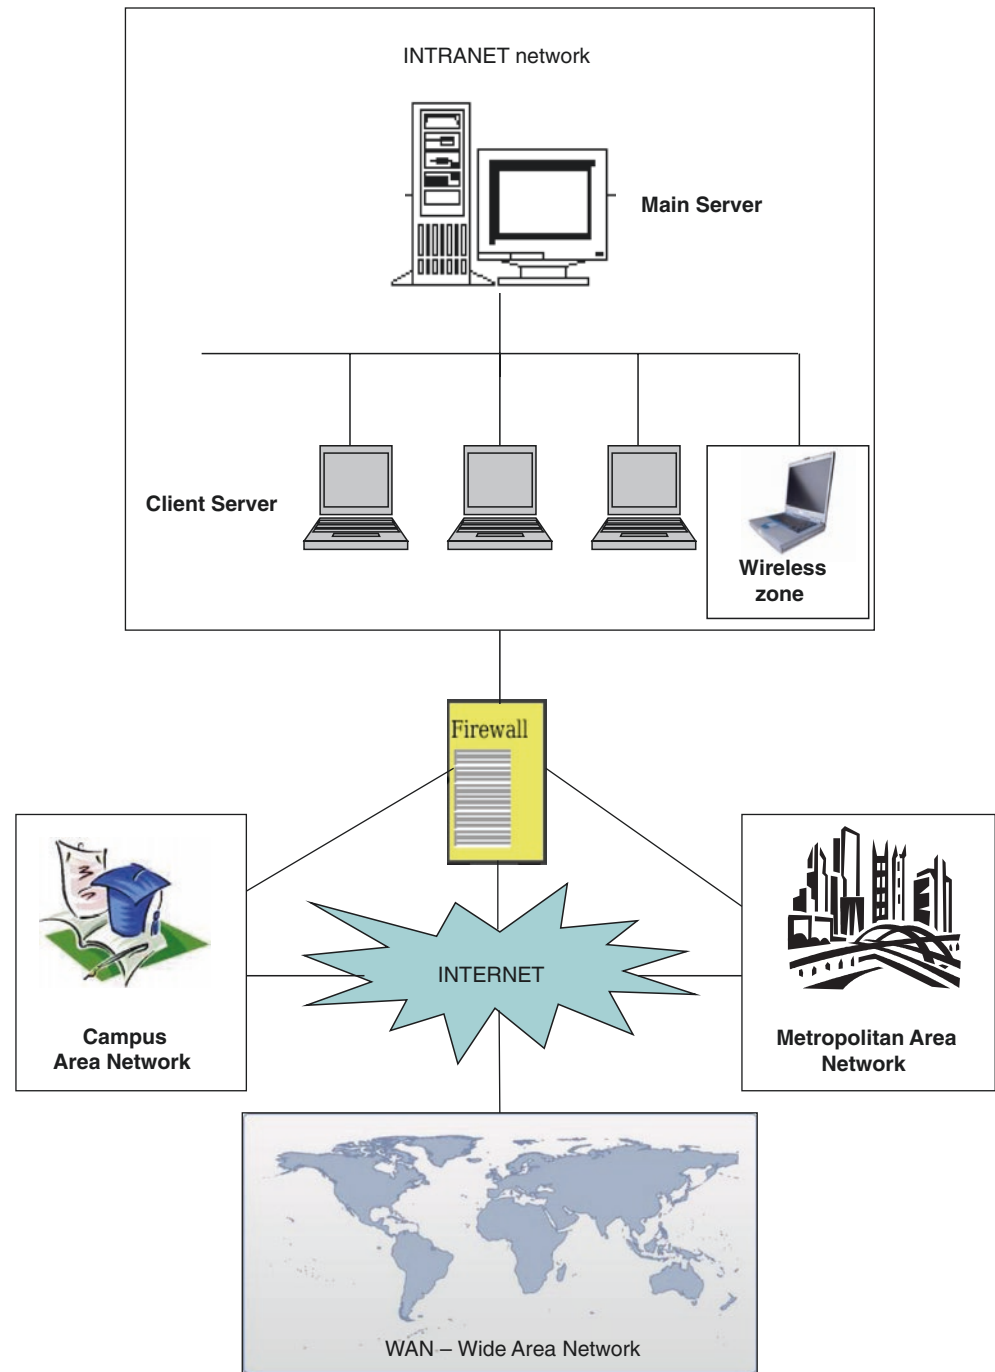 INTRANET network
Main Server
Client Server
Wireless
zone
Firewall
INTERNET
Campus
Area Network
Metropolitan Area
Network
WAN – Wide Area Network